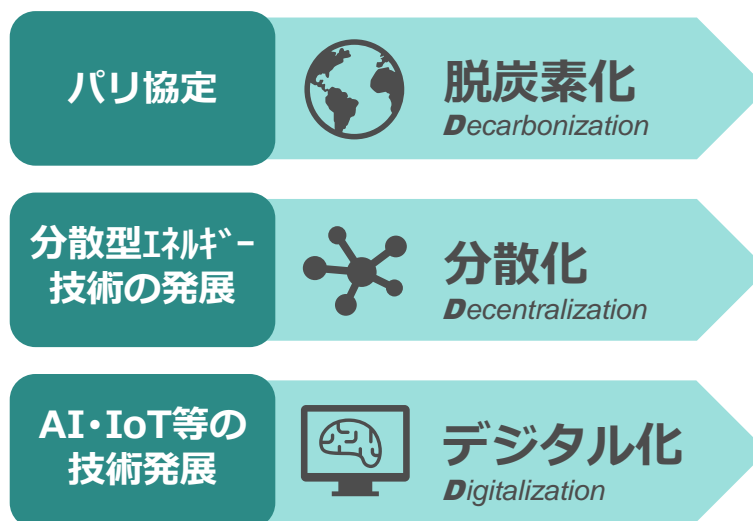 パリ協定
脱炭素化
Decarbonization
分散型ｴﾈﾙｷﾞｰ
技術の発展
分散化
Decentralization
AI・IoT等の
技術発展
デジタル化
Digitalization